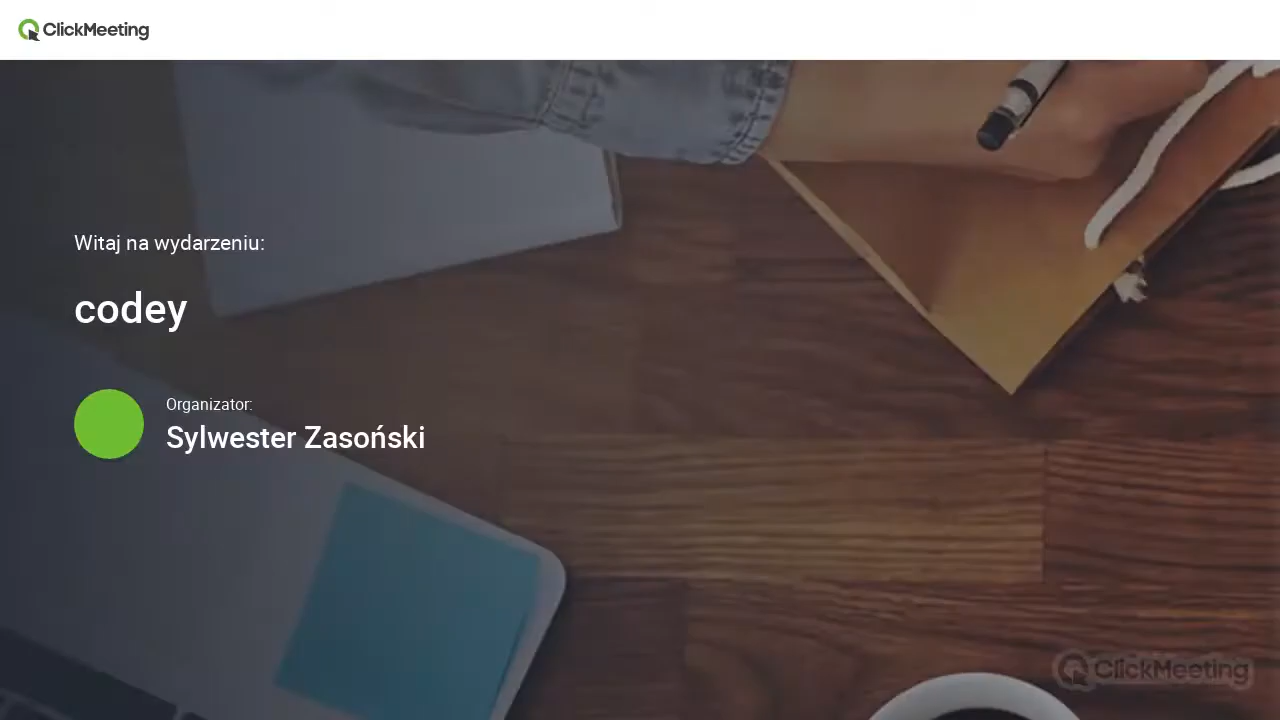 ClickMeeting
Witaj na wydarzeniu:
codey
Organizator:
Sylwester Zasoński
ClickMeeting